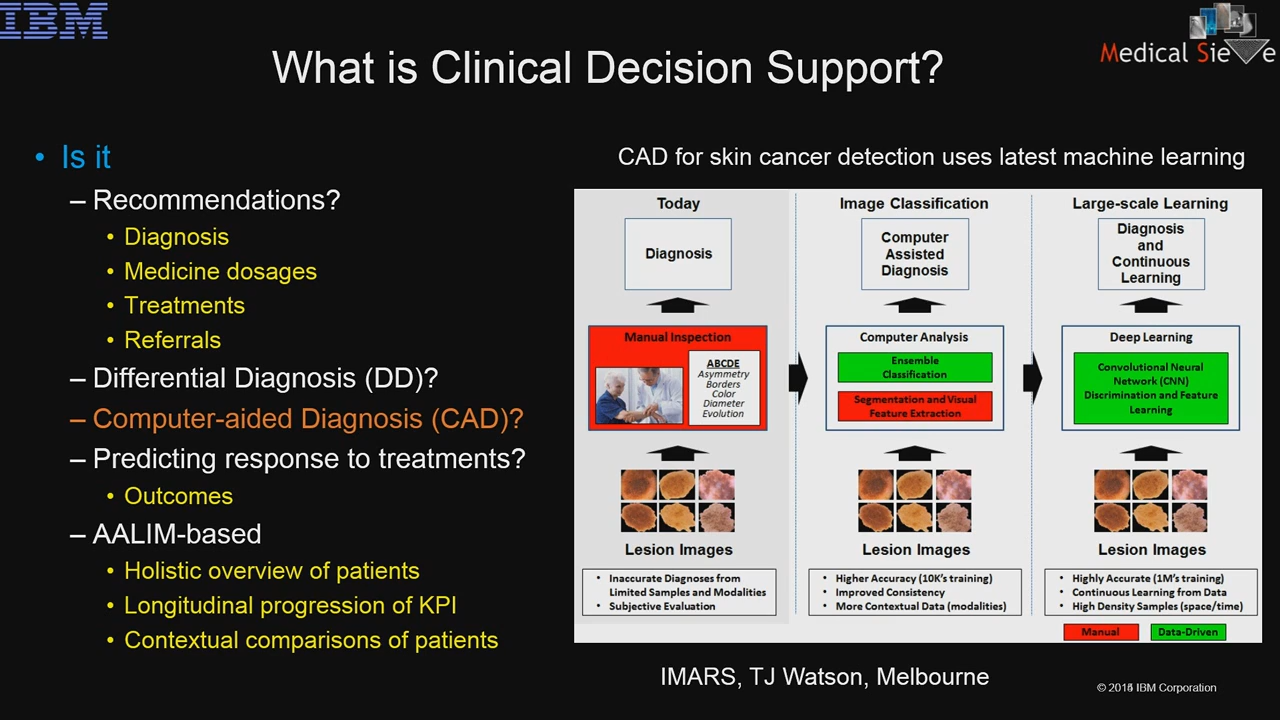 IBM
Medical Sieve
What is Clinical Decision Support?
• Is it
– Recommendations?
• Diagnosis
• Medicine dosages
• Treatments
• Referrals
– Differential Diagnosis (DD)?
– Computer-aided Diagnosis (CAD)?
– Predicting response to treatments?
• Outcomes
– AALIM-based
• Holistic overview of patients
• Longitudinal progression of KPI
• Contextual comparisons of patients
CAD for skin cancer detection uses latest machine learning
Today
Diagnosis
Manual Inspection
ABCDE
Asymmetry
Borders
Color
Diameter
Evolution
Lesion Images
• Inaccurate Diagnoses from
Limited Samples and Modalities
• Subjective Evaluation
Image Classification
Computer
Assisted
Diagnosis
Computer Analysis
Ensemble
Classification
Segmentation and Visual
Feature Extraction
Lesion Images
• Higher Accuracy (10K's training)
• Improved Consistency
• More Contextual Data (modalities)
Large-scale Learning
Diagnosis
and
Continuous
Learning
Deep Learning
Convolutional Neural
Network (CNN)
Discrimination and Feature
Learning
Lesion Images
• Highly Accurate (1M's training)
• Continuous Learning from Data
• High Density Samples (space/time)
Manual
Data-Driven
IMARS, TJ Watson, Melbourne
© IBM Corporation